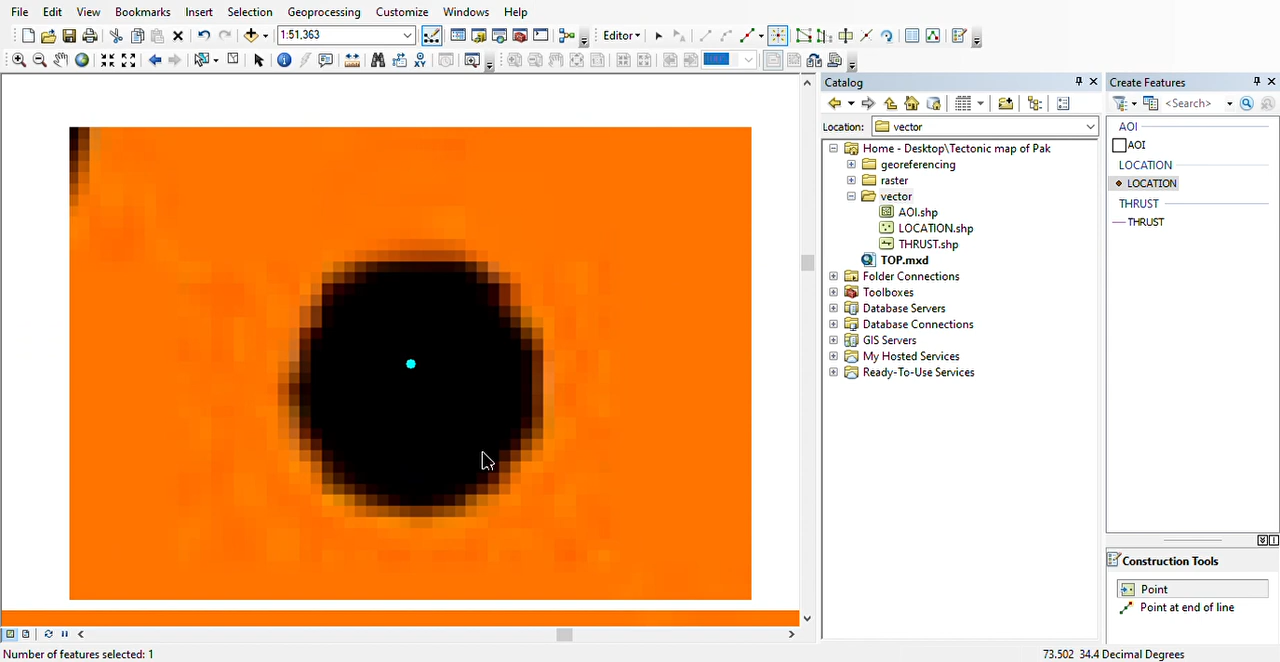 File Edit View Bookmarks Insert Selection Geoprocessing Customize Windows Help
1:51,363 Editor
Catalog
Location: vector
Home - Desktop\Tectonic map of Pak
georeferencing
raster
vector
AOI.shp
LOCATION.shp
THRUST.shp
TOP.mxd
Folder Connections
Toolboxes
Database Servers
Database Connections
GIS Servers
My Hosted Services
Ready-To-Use Services
Create Features
<Search>
AOI
AOI
LOCATION
LOCATION
THRUST
THRUST
Construction Tools
Point
Point at end of line
Number of features selected: 1
73.502 34.4 Decimal Degrees